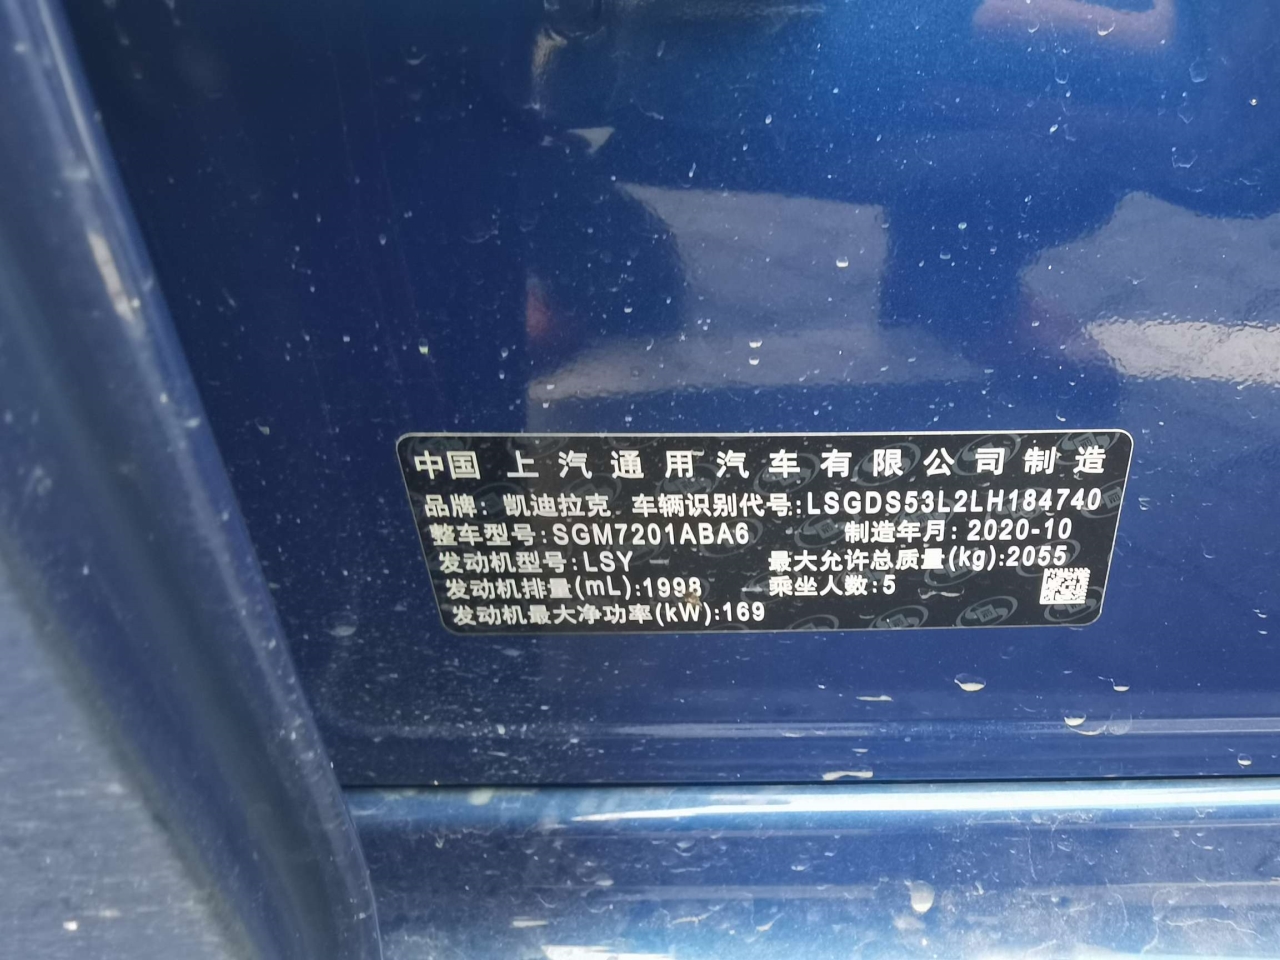 中国上汽通用汽车有限公司制造
品牌：凯迪拉克 车辆识别代号:LSGDS53L2LH184740
整车型号:SGM7201ABA6 制造年月:2020-10
发动机型号:LSY 最大允许总质量(kg):2055
发动机排量(mL):1998 乘坐人数:5
发动机最大净功率(kW):169